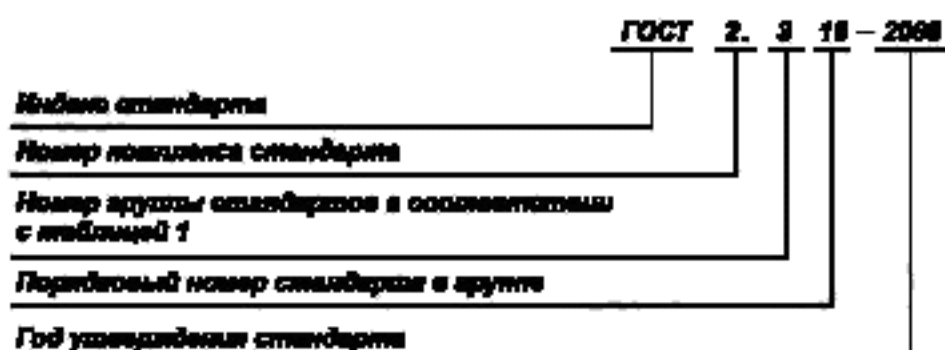 ГОСТ 2. 3 16 – 2008
Индекс стандарта
Номер комплекса стандарта
Номер группы стандартов в соответствии
с таблицей 1
Порядковый номер стандарта в группе
Год утверждения стандарта